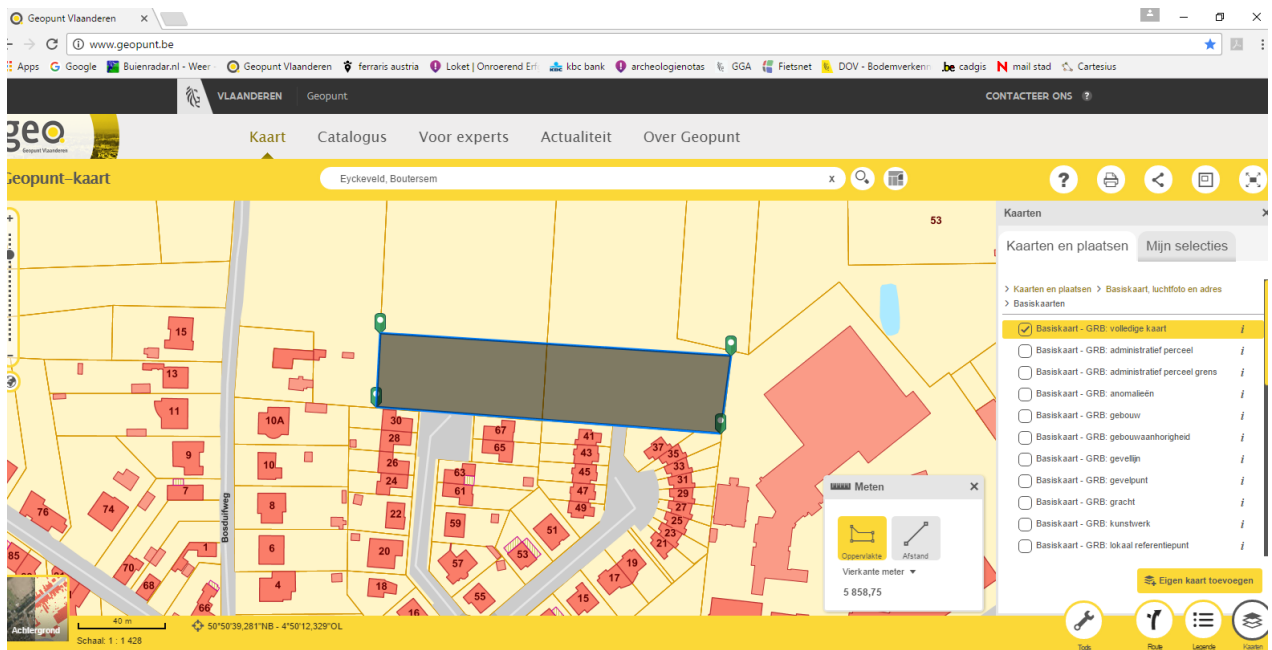 Geopunt Vlaanderen
www.geopunt.be
Apps Google Buienradar.nl - Weer Geopunt Vlaanderen ferraris austria Loket | Onroerend Erf kbc bank archeologienotas GGA Fietsnet DOV - Bodemverkenn .be cadgis mail stad Cartesius
VLAANDEREN Geopunt CONTACTEER ONS ?
geo
Geopunt Vlaanderen
Kaart Catalogus Voor experts Actualiteit Over Geopunt
Geopunt-kaart
Eyckeveld, Boutersem x
?
Kaarten
Kaarten en plaatsen Mijn selecties
> Kaarten en plaatsen > Basiskaart, luchtfoto en adres
> Basiskaarten
Basiskaart - GRB: volledige kaart i
Basiskaart - GRB: administratief perceel i
Basiskaart - GRB: administratief perceel grens i
Basiskaart - GRB: anomalieën i
Basiskaart - GRB: gebouw i
Basiskaart - GRB: gebouwaanhorigheid i
Basiskaart - GRB: gevellijn i
Basiskaart - GRB: gevelpunt i
Basiskaart - GRB: gracht i
Basiskaart - GRB: kunstwerk i
Basiskaart - GRB: lokaal referentiepunt i
Eigen kaart toevoegen
53
15
13
11
10A
30
28
67
65
41
43
37
35
9
10
26
24
63
61
45
47
33
31
29
7
8
22
49
27
76
74
59
51
25
23
21
Bosduifweg
1
6
20
57
53
19
17
85
70
68
4
18
55
15
66
16
Meten
Oppervlakte Afstand
Vierkante meter
5 858,75
Achtergrond
40 m
Schaal: 1 : 1 428
50°50'39,281"NB - 4°50'12,329"OL
Tools Route Legende Kaarten